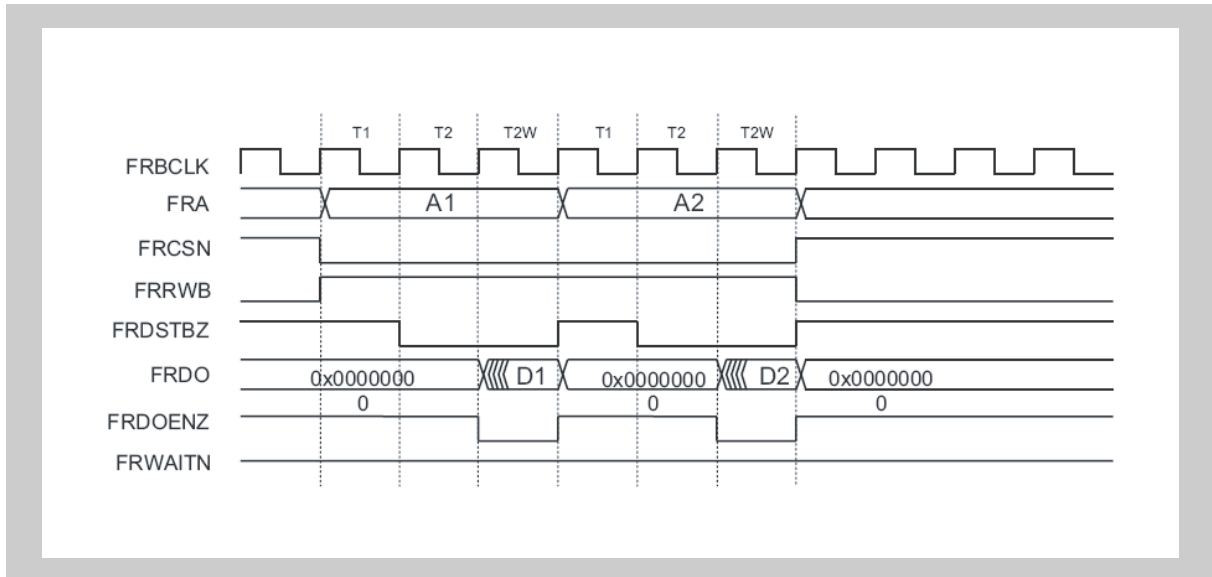 T1 T2 T2W T1 T2 T2W
FRBCLK
FRA A1 A2
FRCSN
FRRWB
FRDSTBZ
FRDO 0x0000000 D1 0x0000000 D2 0x0000000
0 0 0
FRDOENZ
FRWAITN